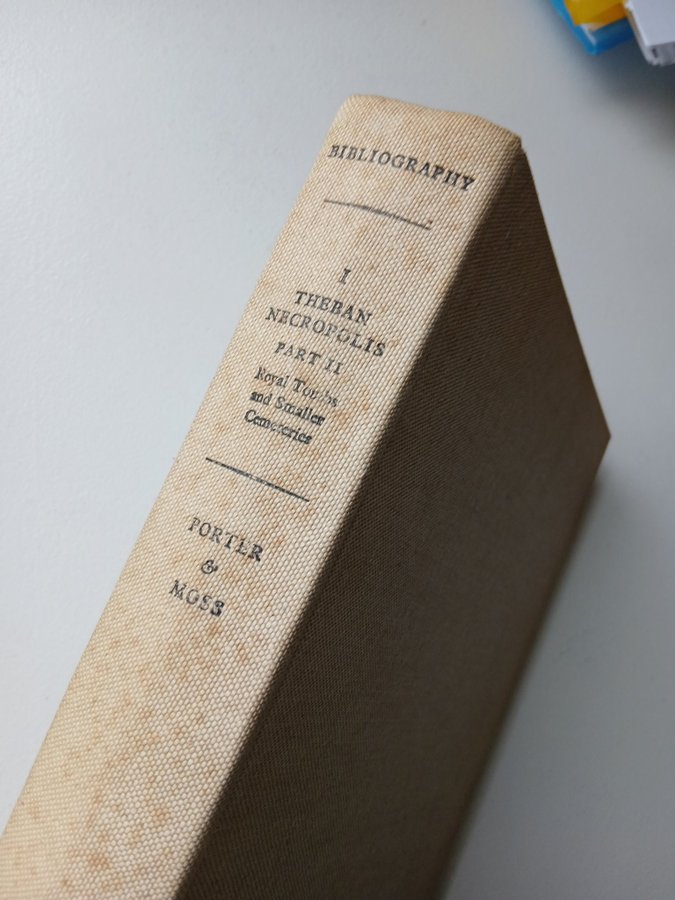 BIBLIOGRAPHY
I
THEBAN
NECROPOLIS
PART II
Royal Tombs
and Smaller
Cemeteries
PORTER
&
MOSS